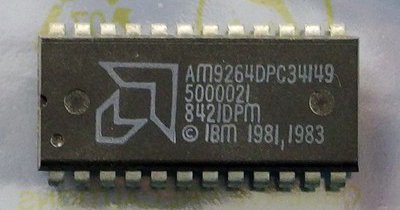 AM9264DPC34149
5000021
8421DPM
© IBM 1981,1983